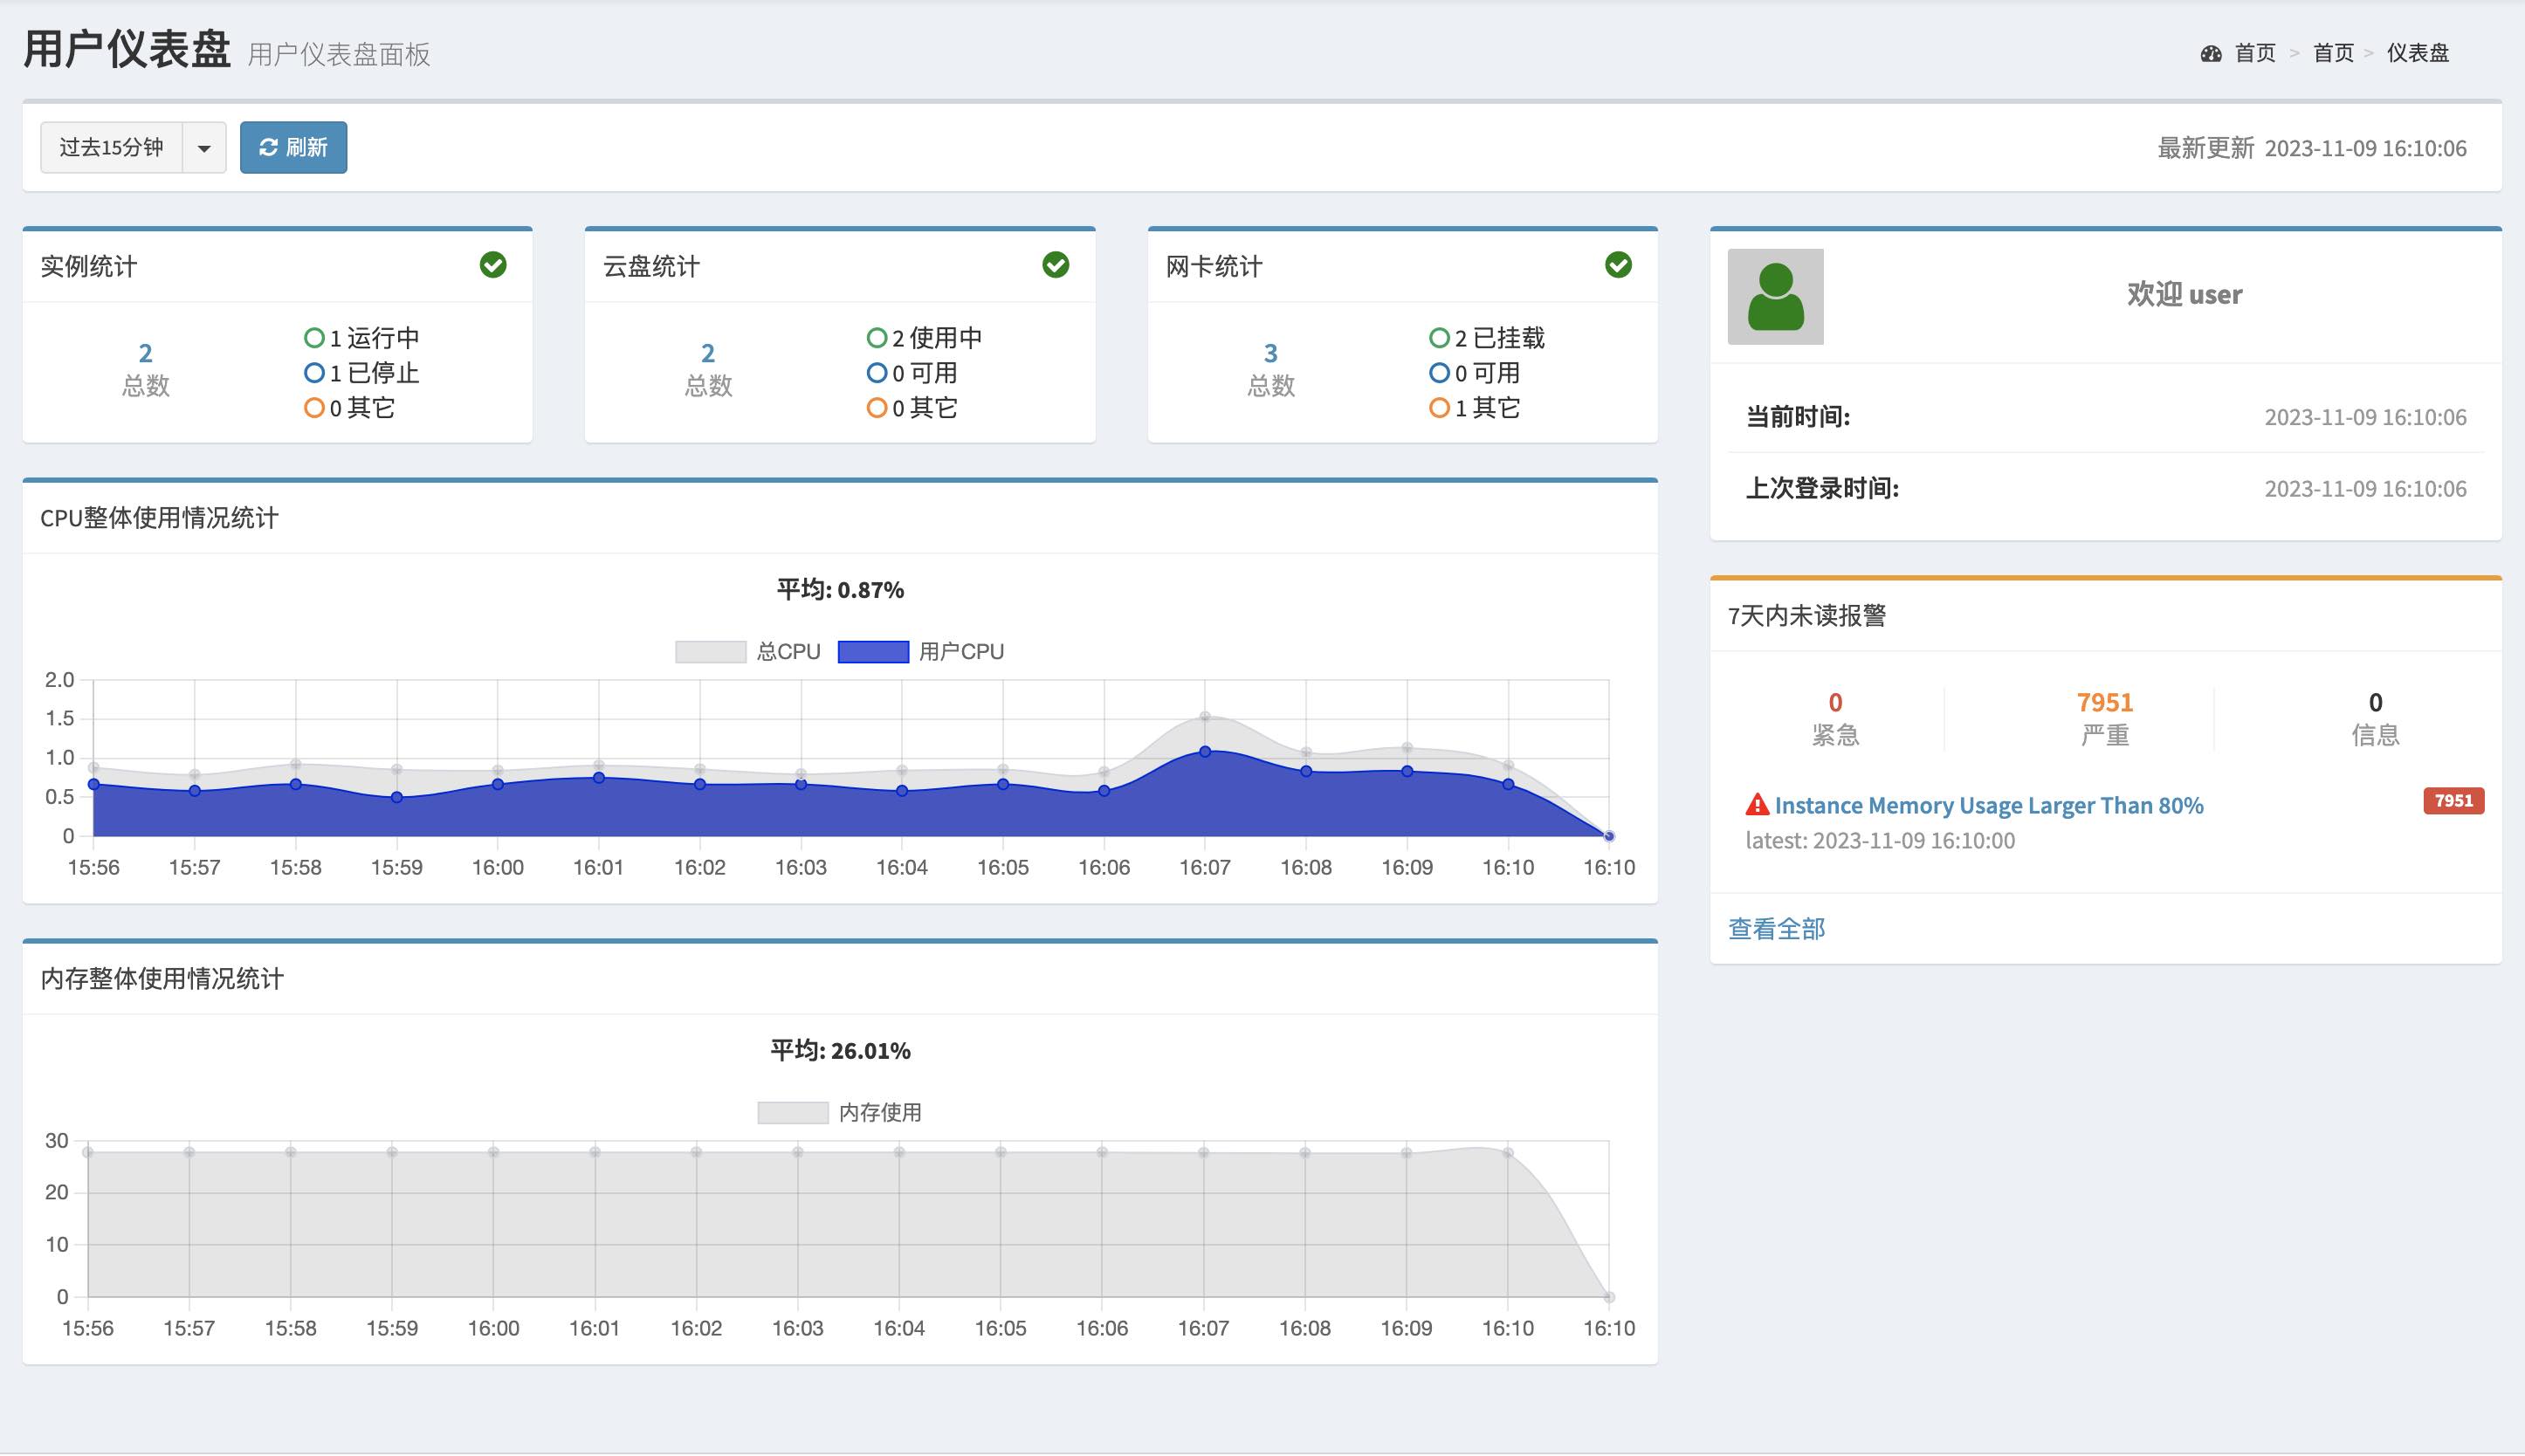 用户仪表盘 用户仪表盘面板
首页 > 首页 > 仪表盘
过去15分钟 刷新
最新更新 2023-11-09 16:10:06
实例统计
2
总数
1 运行中
1 已停止
0 其它
云盘统计
2
总数
2 使用中
0 可用
0 其它
网卡统计
3
总数
2 已挂载
0 可用
1 其它
欢迎 user
当前时间: 2023-11-09 16:10:06
上次登录时间: 2023-11-09 16:10:06
CPU整体使用情况统计
平均: 0.87%
总CPU 用户CPU
2.0
1.5
1.0
0.5
0
15:56 15:57 15:58 15:59 16:00 16:01 16:02 16:03 16:04 16:05 16:06 16:07 16:08 16:09 16:10 16:10
7天内未读报警
0 7951 0
紧急 严重 信息
Instance Memory Usage Larger Than 80% 7951
latest: 2023-11-09 16:10:00
查看全部
内存整体使用情况统计
平均: 26.01%
内存使用
30
20
10
0
15:56 15:57 15:58 15:59 16:00 16:01 16:02 16:03 16:04 16:05 16:06 16:07 16:08 16:09 16:10 16:10